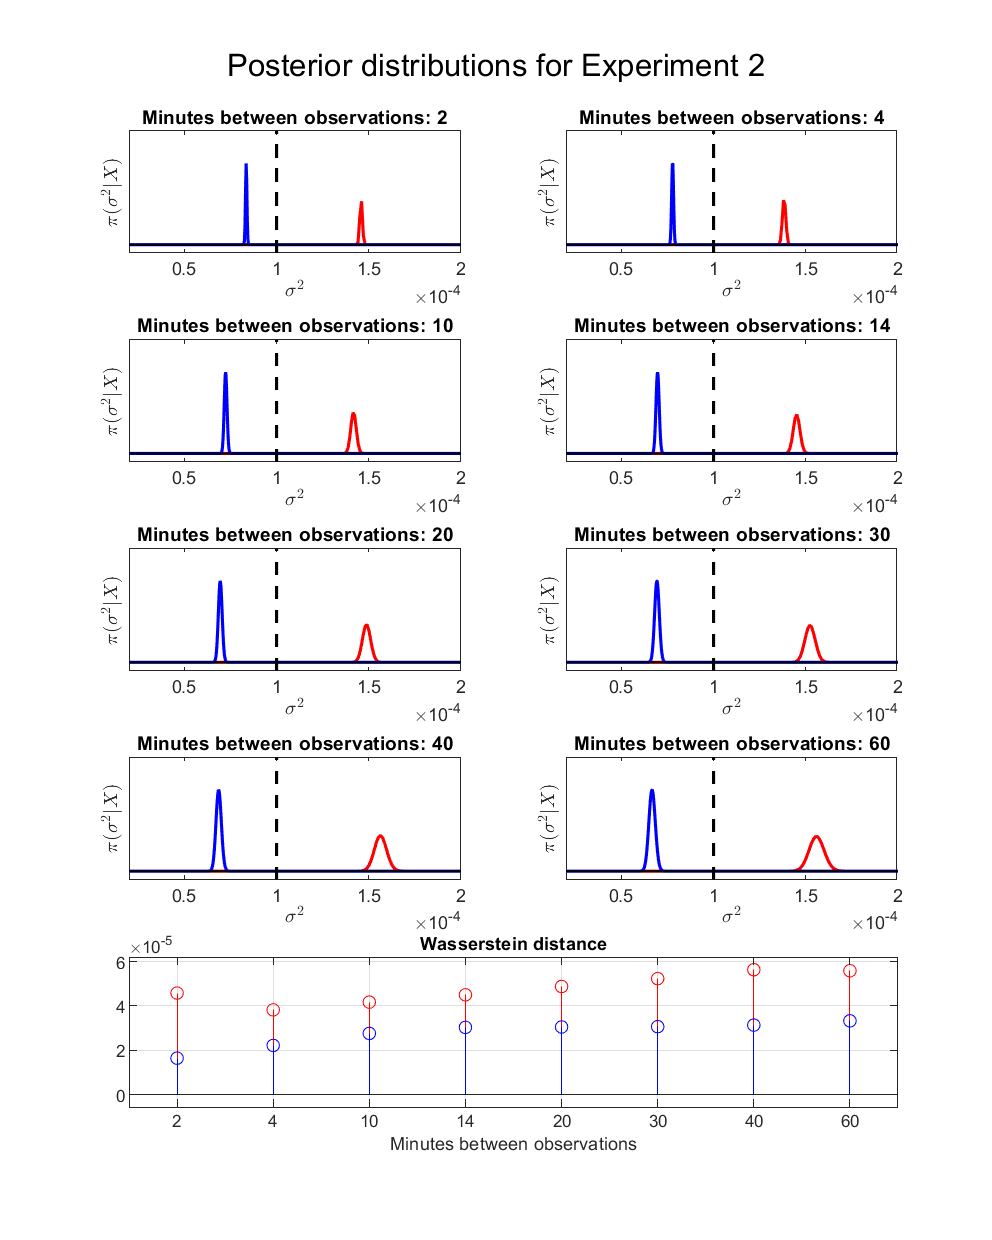 Posterior distributions for Experiment 2
Minutes between observations: 2
π(σ²|X)
0.5 1 1.5 2
σ²
×10⁻⁴
Minutes between observations: 4
π(σ²|X)
0.5 1 1.5 2
σ²
×10⁻⁴
Minutes between observations: 10
π(σ²|X)
0.5 1 1.5 2
σ²
×10⁻⁴
Minutes between observations: 14
π(σ²|X)
0.5 1 1.5 2
σ²
×10⁻⁴
Minutes between observations: 20
π(σ²|X)
0.5 1 1.5 2
σ²
×10⁻⁴
Minutes between observations: 30
π(σ²|X)
0.5 1 1.5 2
σ²
×10⁻⁴
Minutes between observations: 40
π(σ²|X)
0.5 1 1.5 2
σ²
×10⁻⁴
Minutes between observations: 60
π(σ²|X)
0.5 1 1.5 2
σ²
×10⁻⁴
Wasserstein distance
×10⁻⁵
6
4
2
0
2 4 10 14 20 30 40 60
Minutes between observations